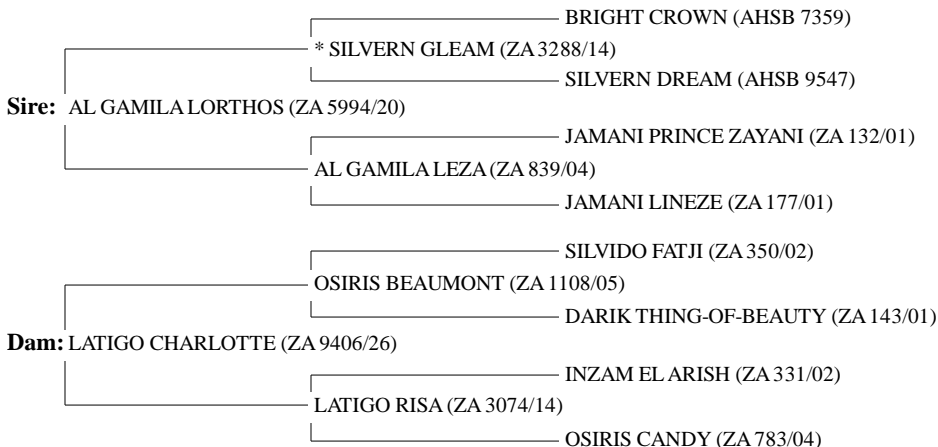 BRIGHT CROWN (AHSB 7359)
* SILVERN GLEAM (ZA 3288/14)
SILVERN DREAM (AHSB 9547)
Sire: AL GAMILA LORTHOS (ZA 5994/20)
JAMANI PRINCE ZAYANI (ZA 132/01)
AL GAMILA LEZA (ZA 839/04)
JAMANI LINEZE (ZA 177/01)
SILVIDO FATJI (ZA 350/02)
OSIRIS BEAUMONT (ZA 1108/05)
DARIK THING-OF-BEAUTY (ZA 143/01)
Dam: LATIGO CHARLOTTE (ZA 9406/26)
INZAM EL ARISH (ZA 331/02)
LATIGO RISA (ZA 3074/14)
OSIRIS CANDY (ZA 783/04)